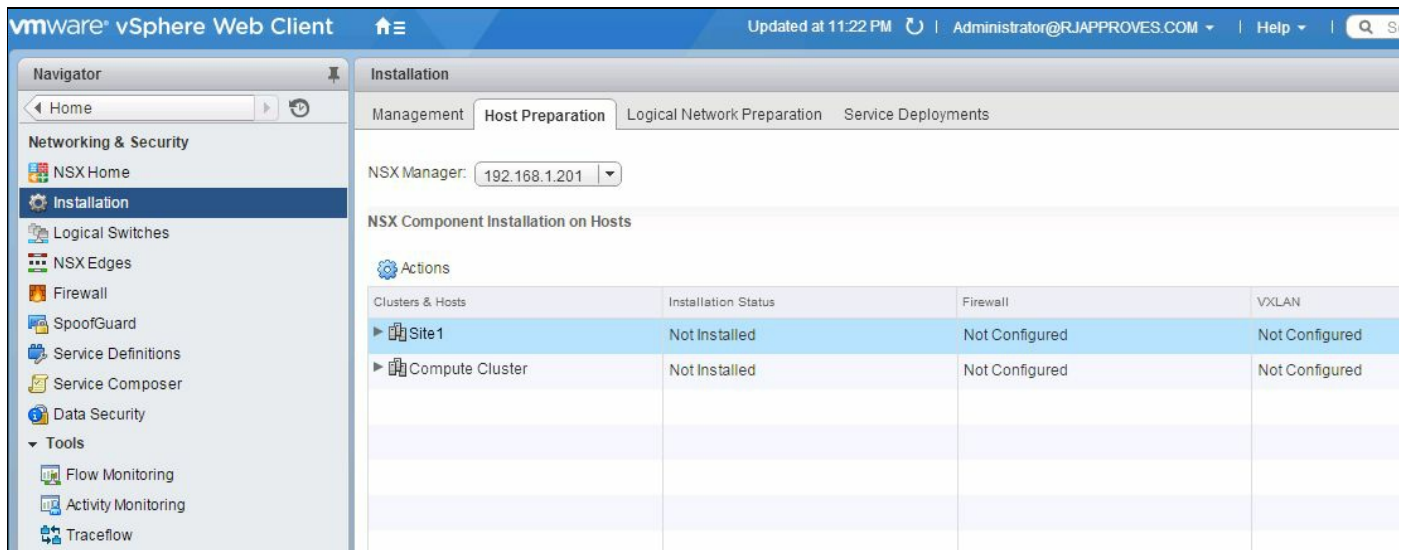 vmware® vSphere Web Client Updated at 11:22 PM | Administrator@RJAPPROVES.COM | Help |
Navigator
Home
Networking & Security
NSX Home
Installation
Logical Switches
NSX Edges
Firewall
SpoofGuard
Service Definitions
Service Composer
Data Security
Tools
Flow Monitoring
Activity Monitoring
Traceflow
Installation
Management Host Preparation Logical Network Preparation Service Deployments
NSX Manager: 192.168.1.201
NSX Component Installation on Hosts
Actions
Clusters & Hosts Installation Status Firewall VXLAN
Site1 Not Installed Not Configured Not Configured
Compute Cluster Not Installed Not Configured Not Configured